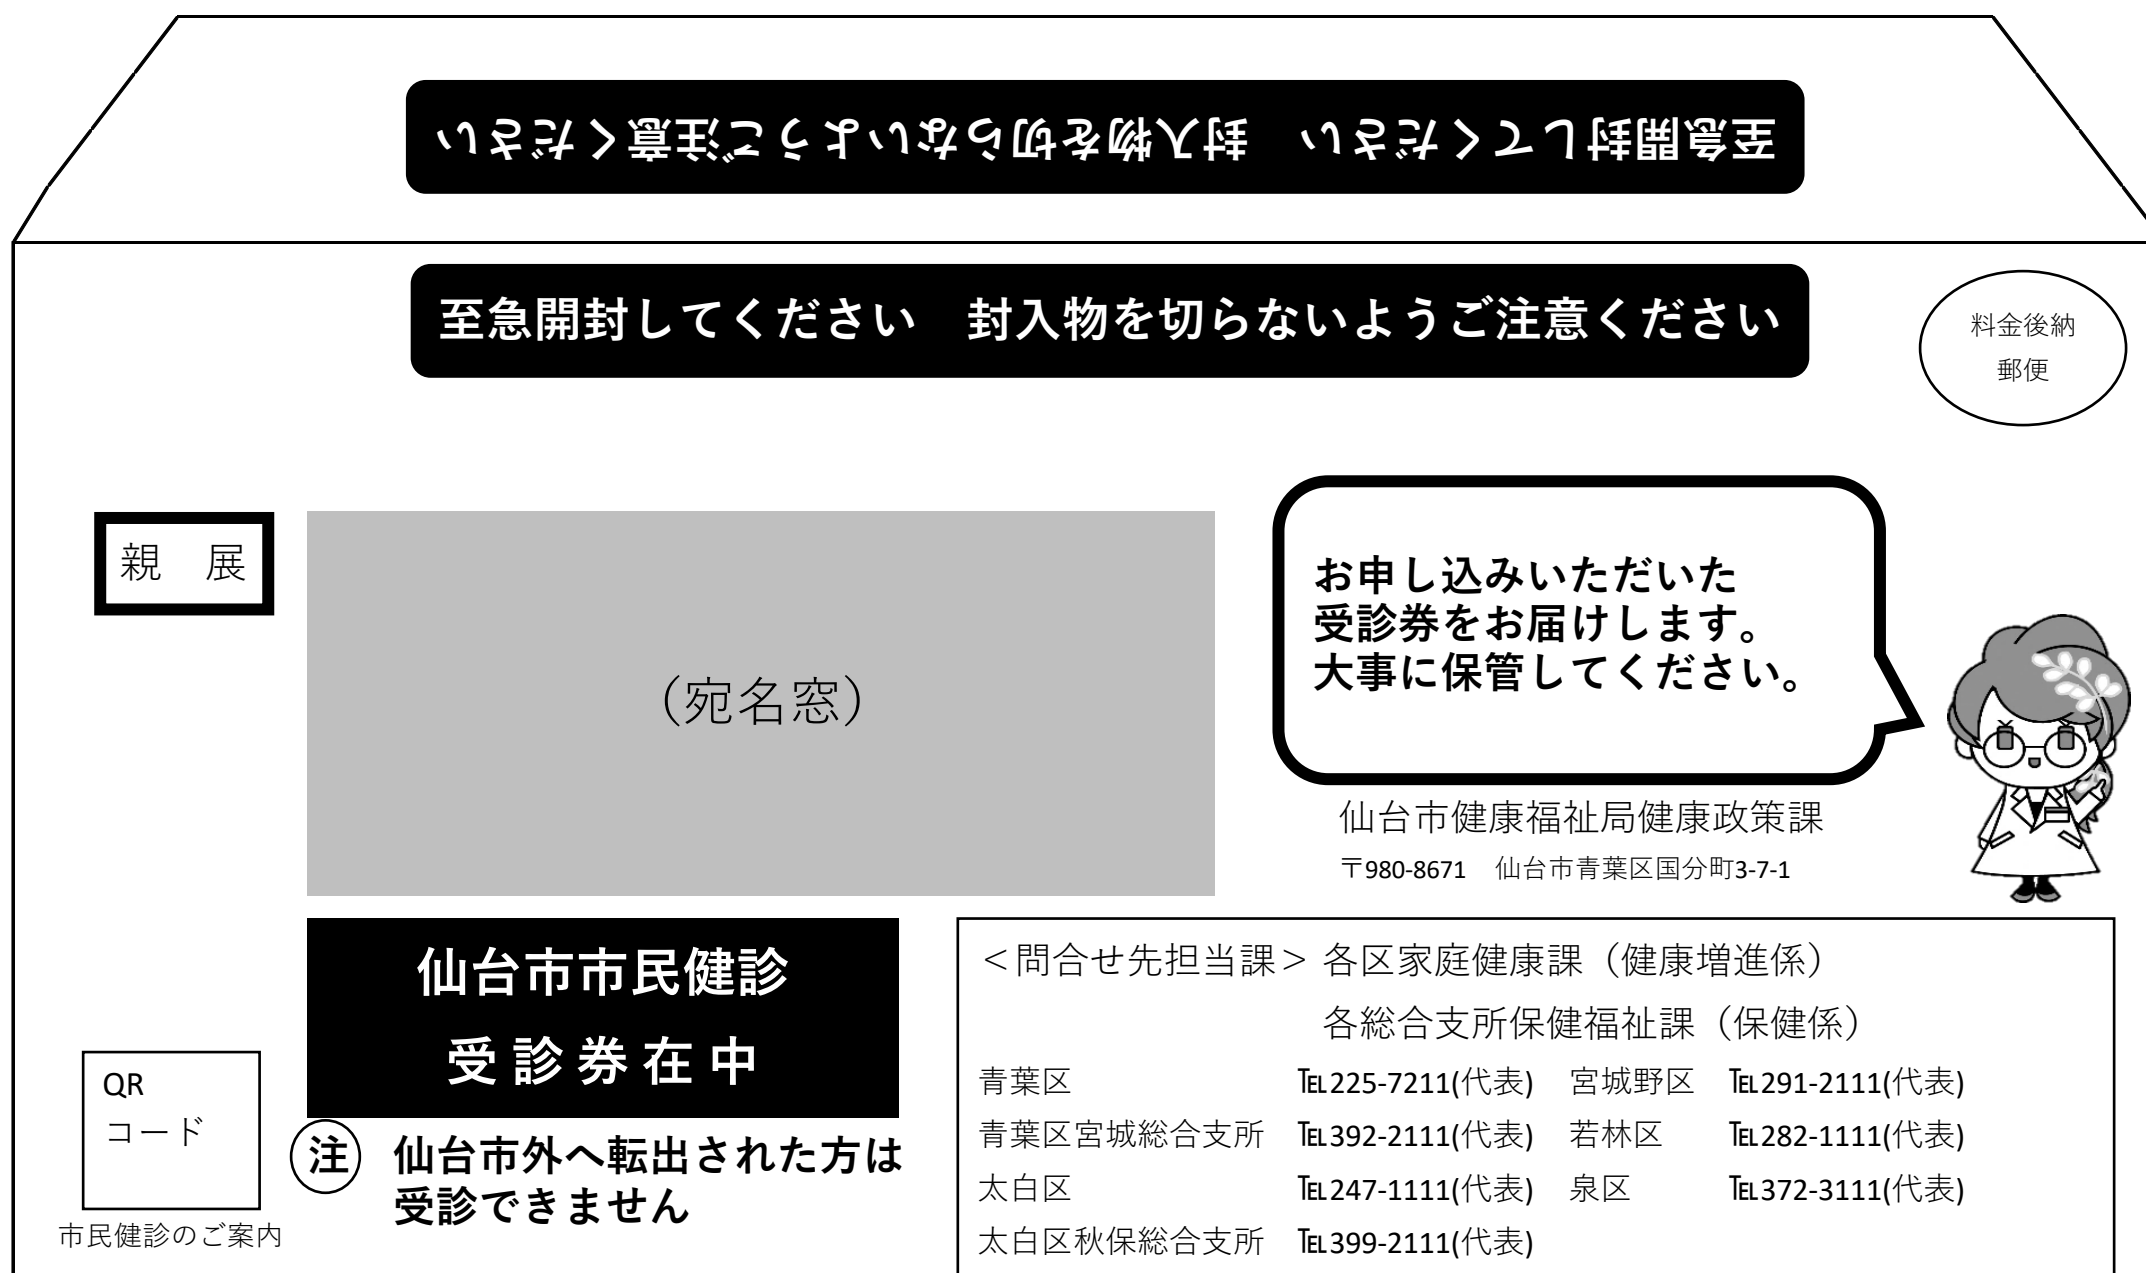 至急開封してください　封入物を切らないようご注意ください
至急開封してください　封入物を切らないようご注意ください
料金後納
郵便
親　展
（宛名窓）
お申し込みいただいた
受診券をお届けします。
大事に保管してください。
仙台市健康福祉局健康政策課
〒980-8671　仙台市青葉区国分町3-7-1
仙台市市民健診
受診券在中
注　仙台市外へ転出された方は
受診できません
QR
コード
市民健診のご案内
＜問合せ先担当課＞ 各区家庭健康課（健康増進係）
各総合支所保健福祉課（保健係）
青葉区　℡225-7211(代表)　宮城野区　℡291-2111(代表)
青葉区宮城総合支所　℡392-2111(代表)　若林区　℡282-1111(代表)
太白区　℡247-1111(代表)　泉区　℡372-3111(代表)
太白区秋保総合支所　℡399-2111(代表)